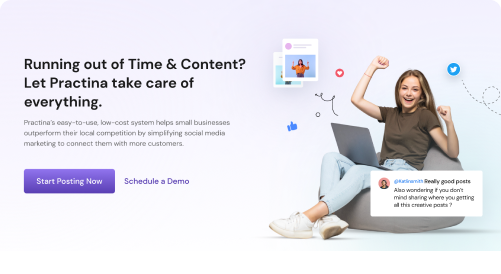 Running out of Time & Content?
Let Practina take care of
everything.
Practina's easy-to-use, low-cost system helps small businesses
outperform their local competition by simplifying social media
marketing to connect them with more customers.
Start Posting Now
Schedule a Demo
@Katiesmith Really good posts
Also wondering if you don't
mind sharing where you getting
all this creative posts ?